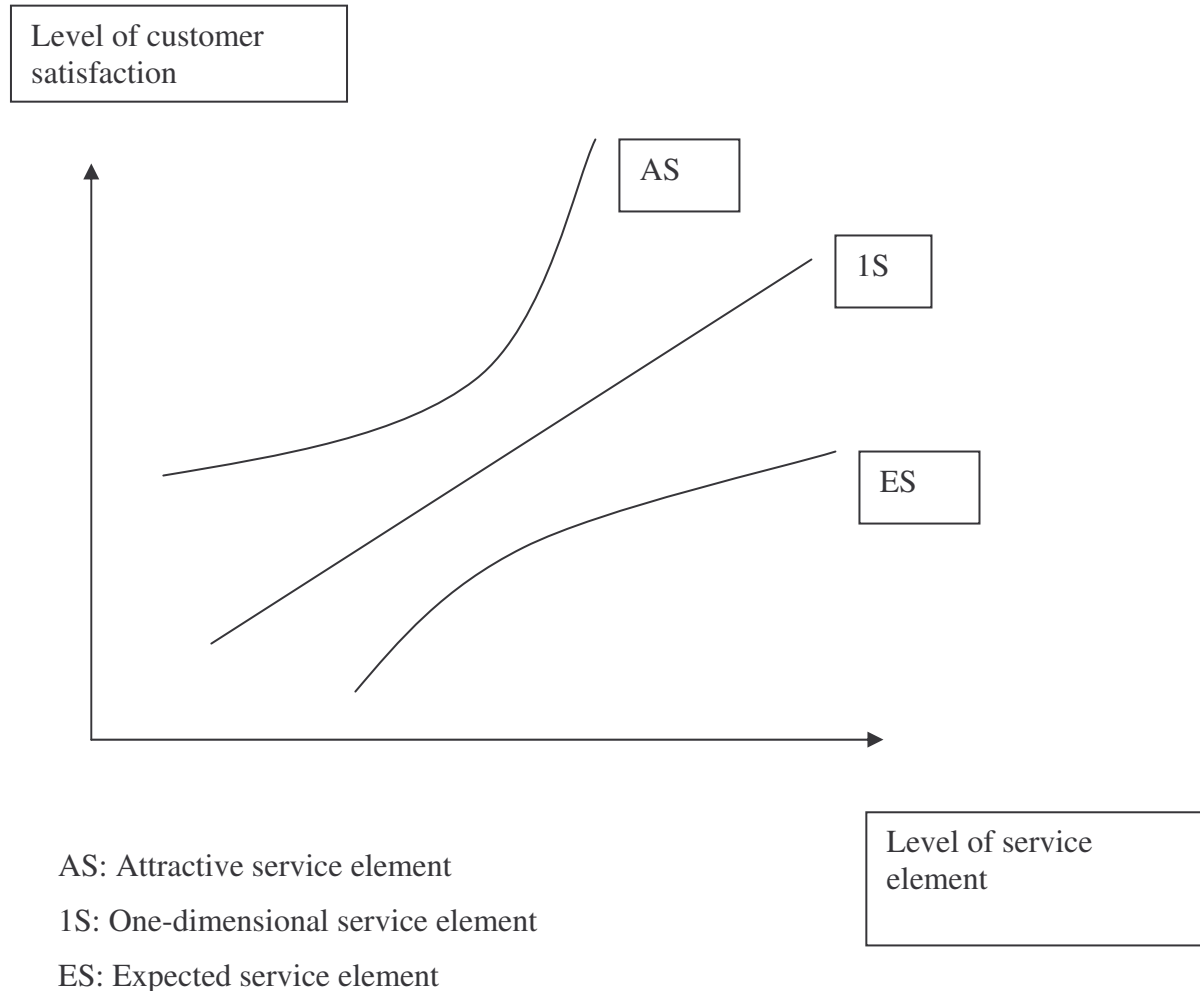 Level of customer
satisfaction
AS
1S
ES
Level of service
element
AS: Attractive service element
1S: One-dimensional service element
ES: Expected service element